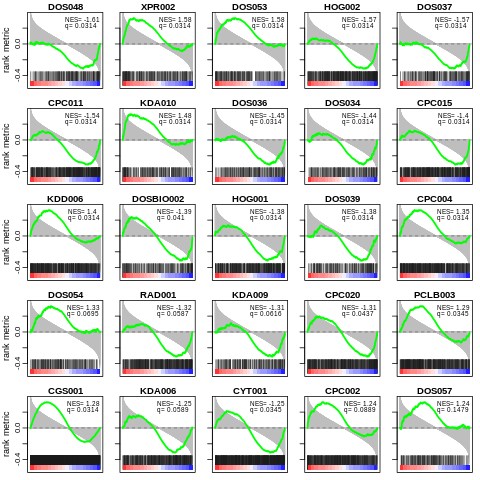 DOS048 XPR002 DOS053 HOG002 DOS037
NES= -1.61 NES= 1.58 NES= 1.58 NES= -1.57 NES= -1.57
q= 0.0314 q= 0.0314 q= 0.0314 q= 0.0314 q= 0.0314
rank metric
0.0
-0.4
CPC011 KDA010 DOS036 DOS034 CPC015
NES= -1.54 NES= 1.48 NES= -1.45 NES= -1.44 NES= -1.4
q= 0.0314 q= 0.0314 q= 0.0314 q= 0.0314 q= 0.0314
rank metric
0.0
-0.4
KDD006 DOSBIO002 HOG001 DOS039 CPC004
NES= 1.4 NES= -1.39 NES= -1.38 NES= -1.38 NES= 1.35
q= 0.0314 q= 0.041 q= 0.0314 q= 0.0314 q= 0.0314
rank metric
0.0
-0.4
DOS054 RAD001 KDA009 CPC020 PCLB003
NES= 1.33 NES= -1.32 NES= -1.31 NES= -1.31 NES= 1.29
q= 0.0695 q= 0.0587 q= 0.0616 q= 0.0437 q= 0.0345
rank metric
0.0
-0.4
CGS001 KDA006 CYT001 CPC002 DOS057
NES= 1.28 NES= -1.25 NES= -1.25 NES= 1.24 NES= 1.24
q= 0.0314 q= 0.0589 q= 0.0345 q= 0.0889 q= 0.1479
rank metric
0.0
-0.4